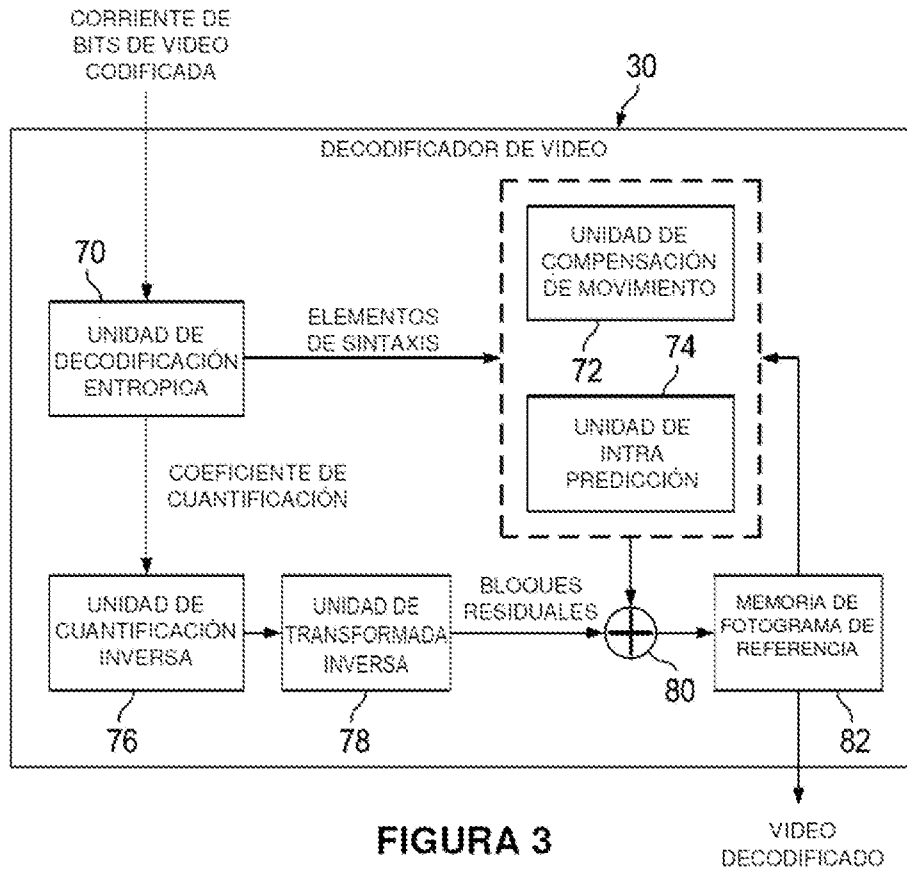 CORRIENTE DE
BITS DE VIDEO
CODIFICADA
30
DECODIFICADOR DE VIDEO
70
UNIDAD DE
DECODIFICACIÓN
ENTROPICA
ELEMENTOS
DE SINTAXIS
UNIDAD DE
COMPENSACIÓN
DE MOVIMIENTO
72
74
UNIDAD DE
INTRA
PREDICCIÓN
COEFICIENTE DE
CUANTIFICACIÓN
UNIDAD DE
CUANTIFICACIÓN
INVERSA
76
UNIDAD DE
TRANSFORMADA
INVERSA
78
BLOQUES
RESIDUALES
80
MEMORIA DE
FOTOGRAMA DE
REFERENCIA
82
FIGURA 3
VIDEO
DECODIFICADO